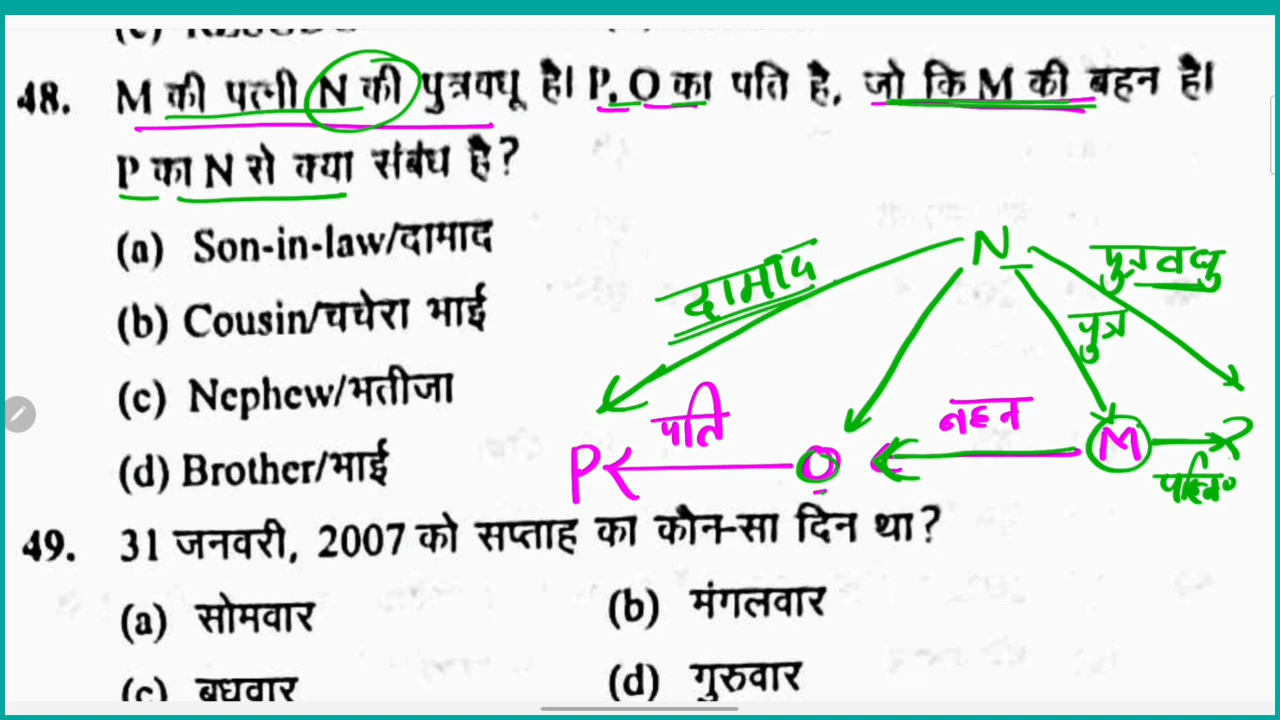 48. M की पत्नी N की पुत्रवधू है। P, O का पति है, जो कि M की बहन है।
P का N से क्या संबंध है?
(a) Son-in-law/दामाद
(b) Cousin/चचेरा भाई
(c) Nephew/भतीजा
(d) Brother/भाई
N
दामाद
पुत्रवधु
पुत्र
पति
बहन
P
O
M
?
पत्नि
49. 31 जनवरी, 2007 को सप्ताह का कौन-सा दिन था?
(a) सोमवार (b) मंगलवार
(c) बुधवार (d) गुरुवार